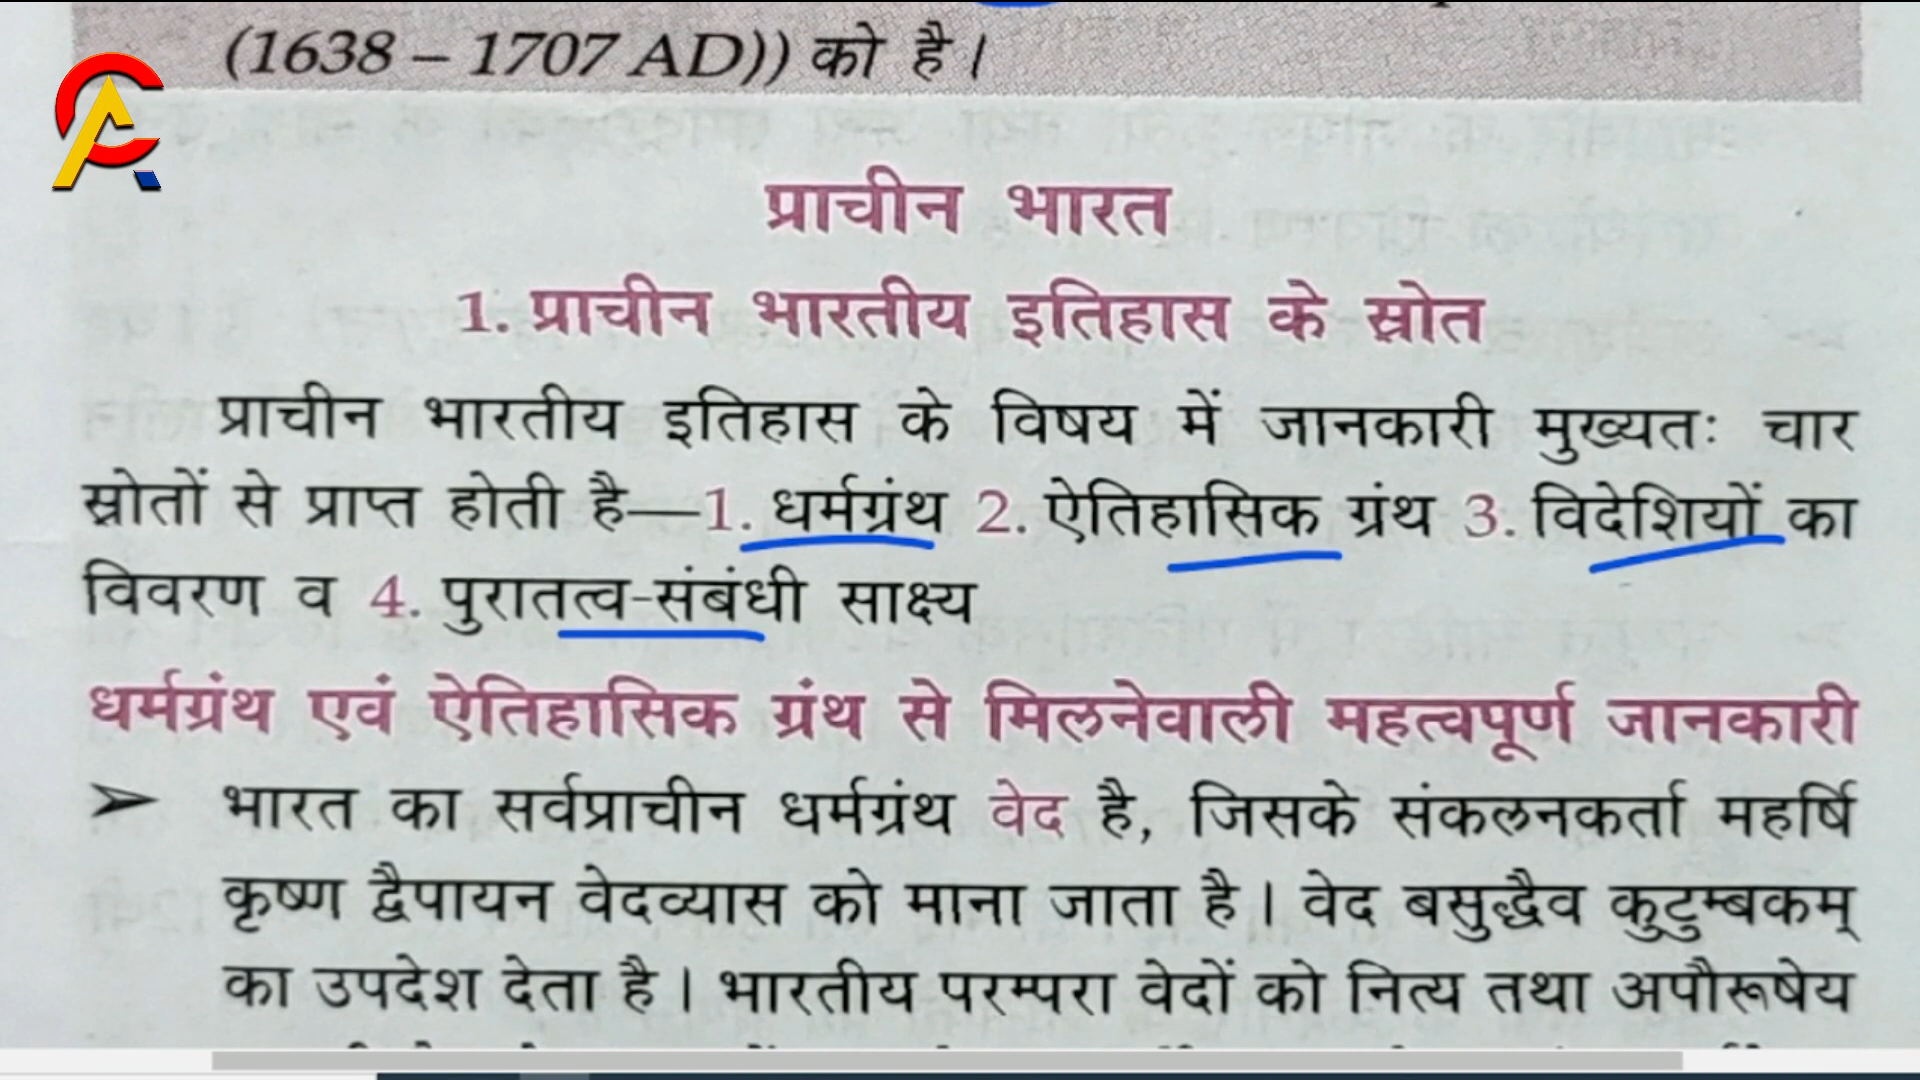 (1638 – 1707 AD)) को है।
प्राचीन भारत
1. प्राचीन भारतीय इतिहास के स्रोत
प्राचीन भारतीय इतिहास के विषय में जानकारी मुख्यतः चार
स्रोतों से प्राप्त होती है—1. धर्मग्रंथ 2. ऐतिहासिक ग्रंथ 3. विदेशियों का
विवरण व 4. पुरातत्व-संबंधी साक्ष्य
धर्मग्रंथ एवं ऐतिहासिक ग्रंथ से मिलनेवाली महत्वपूर्ण जानकारी
➢ भारत का सर्वप्राचीन धर्मग्रंथ वेद है, जिसके संकलनकर्ता महर्षि
कृष्ण द्वैपायन वेदव्यास को माना जाता है। वेद बसुद्धैव कुटुम्बकम्
का उपदेश देता है। भारतीय परम्परा वेदों को नित्य तथा अपौरूषेय